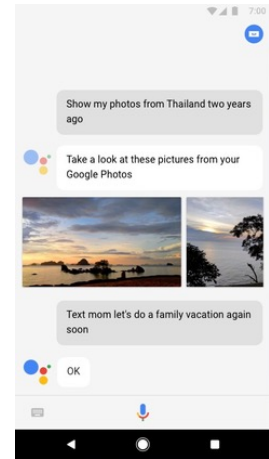 7:00
Show my photos from Thailand two years
ago
Take a look at these pictures from your
Google Photos
Text mom let's do a family vacation again
soon
OK